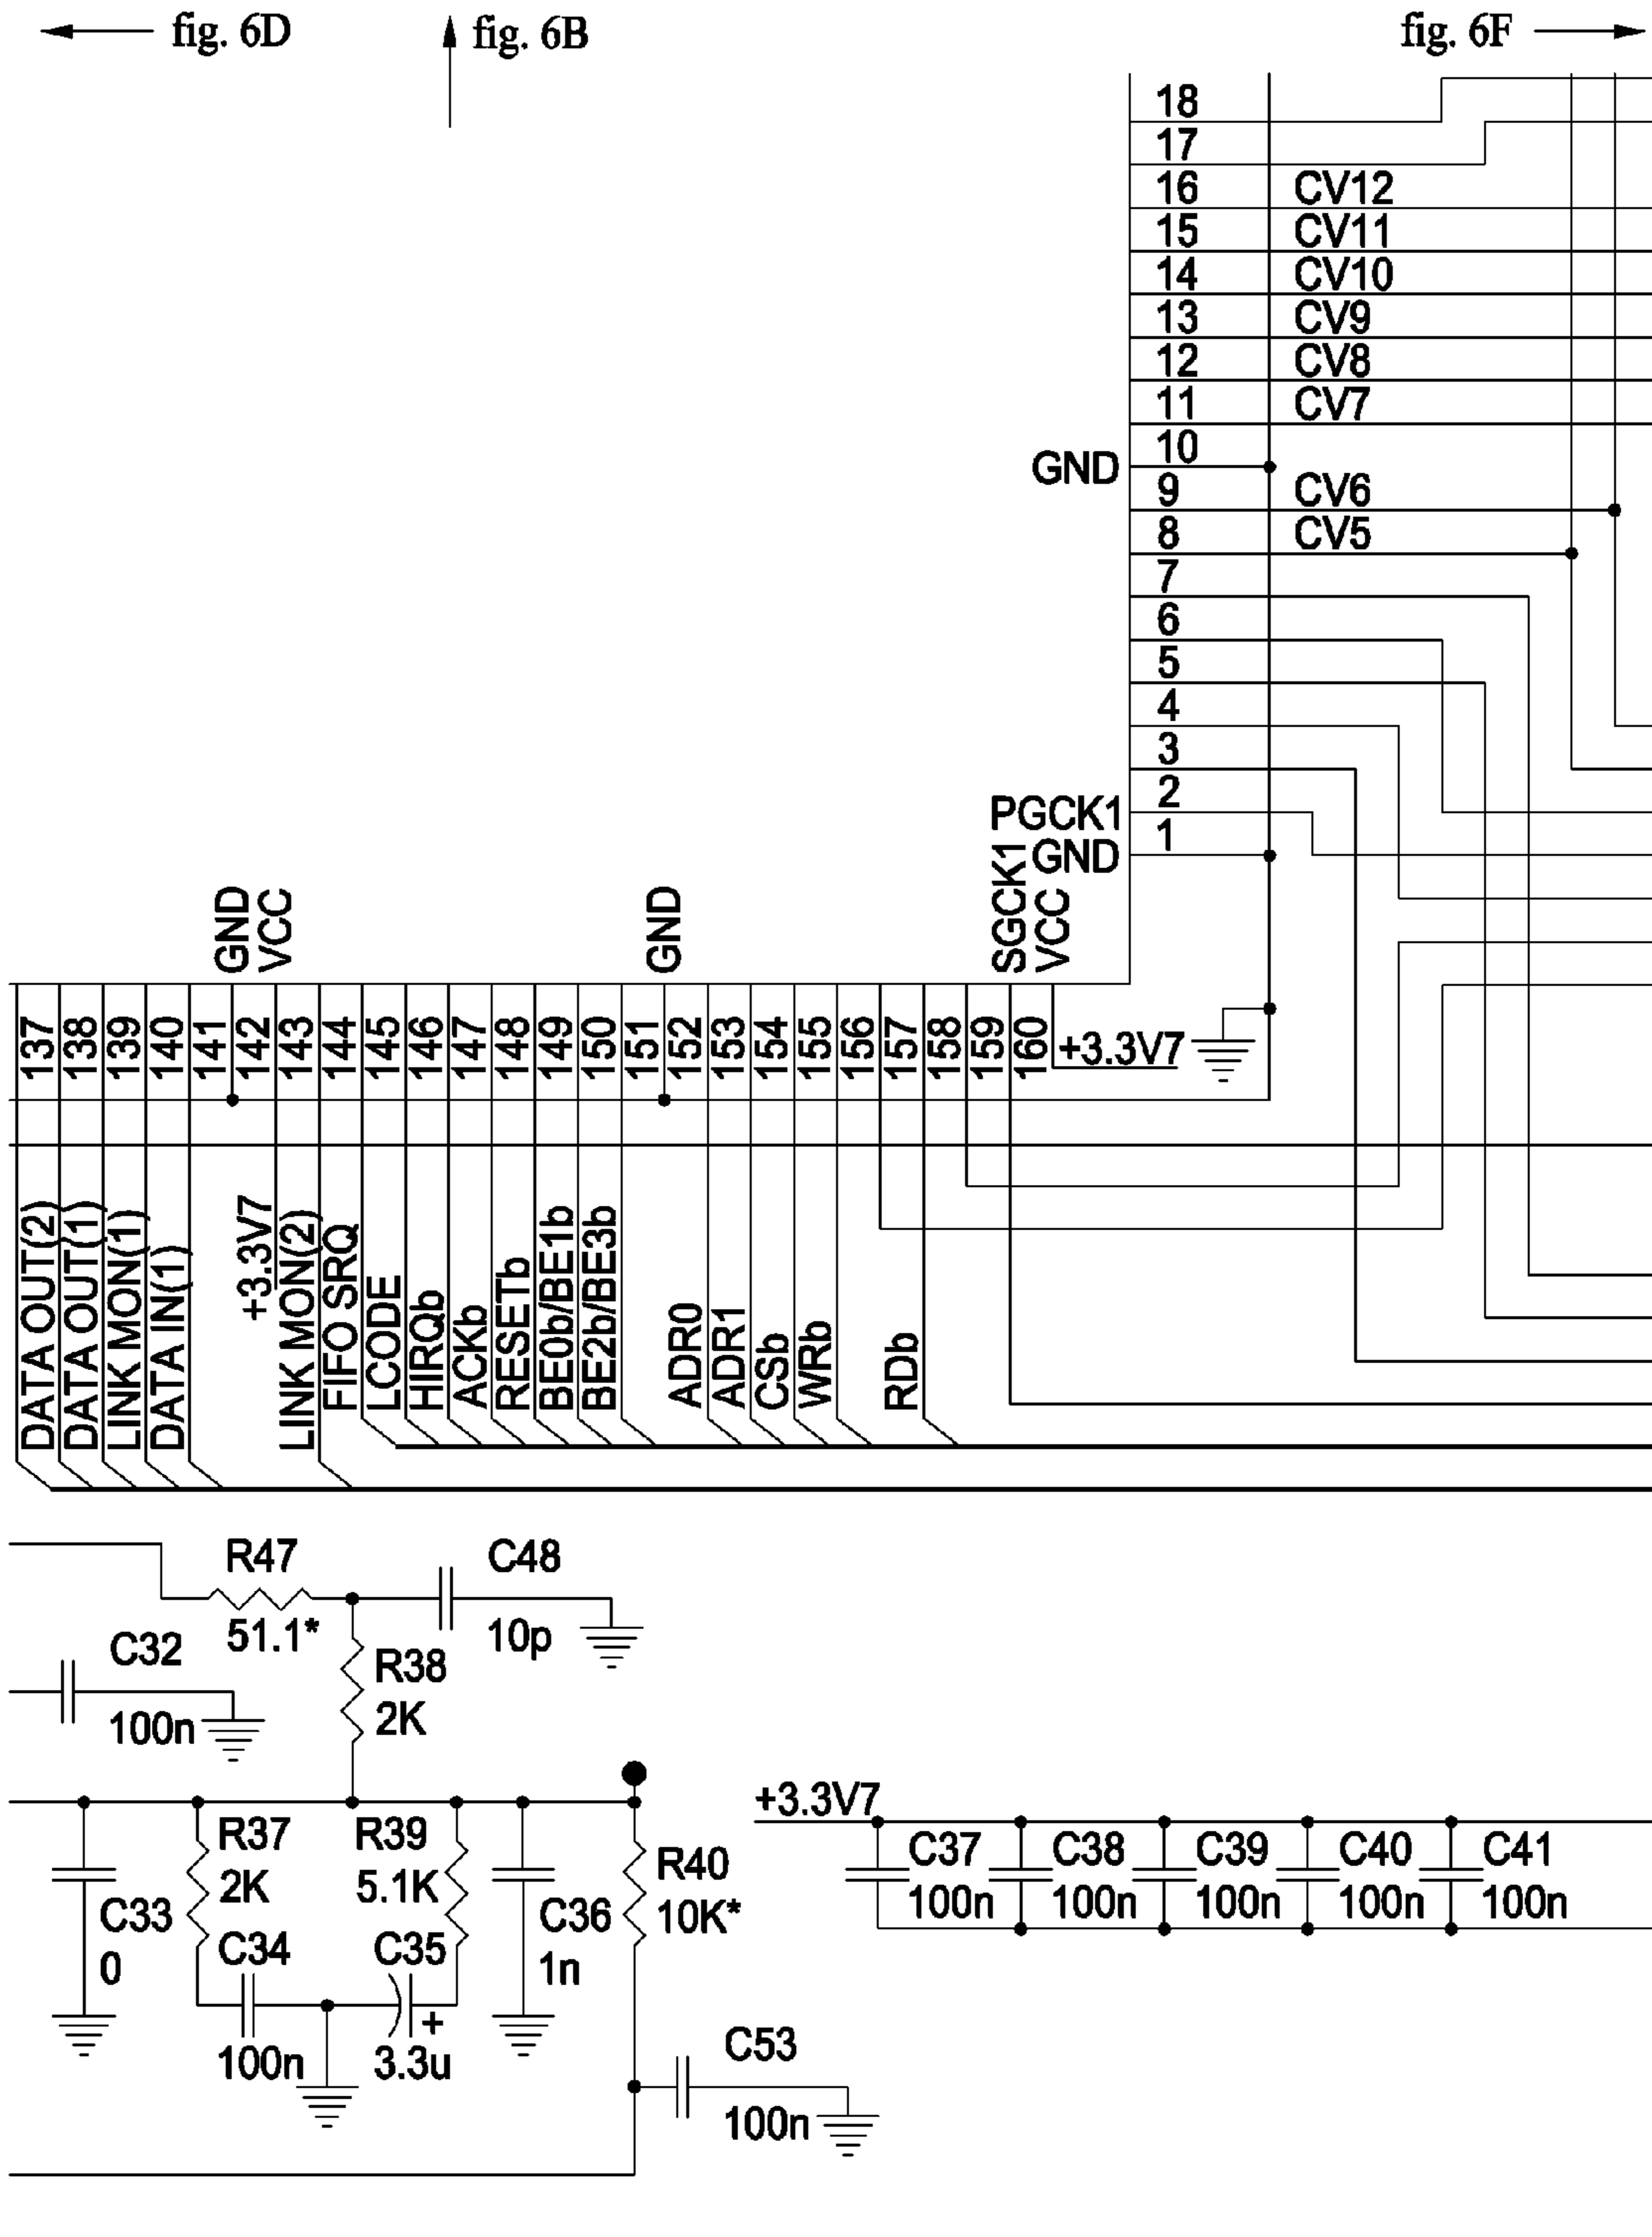 fig. 6D
fig. 6B
fig. 6F
18
17
16 CV12
15 CV11
14 CV10
13 CV9
12 CV8
11 CV7
10
GND
9 CV6
8 CV5
7
6
5
4
3
2
PGCK1
1
GND
SGCK1
VCC
GND
VCC
GND
137
138
139
140
141
142
143
144
145
146
147
148
149
150
151
152
153
154
155
156
157
158
159
160
+3.3V7
DATA OUT(2)
DATA OUT(1)
LINK MON(1)
DATA IN(1)
+3.3V7
LINK MON(2)
FIFO SRQ
LCODE
HIRQb
ACKb
RESETb
BE0b/BE1b
BE2b/BE3b
ADR0
ADR1
CSb
WRb
RDb
R47
51.1*
C48
10p
C32
100n
R38
2K
R37
2K
R39
5.1K
C33
0
C34
100n
C35
+
3.3u
C36
1n
R40
10K*
C53
100n
+3.3V7
C37
100n
C38
100n
C39
100n
C40
100n
C41
100n